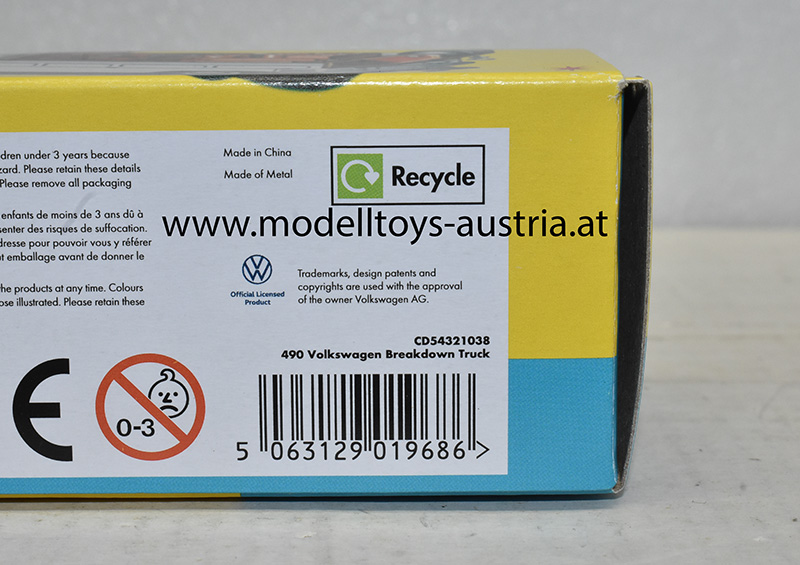 dren under 3 years because
zard. Please retain these details
Please remove all packaging
enfants de moins de 3 ans dû à
senter des risques de suffocation.
dresse pour pouvoir vous y référer
ut emballage avant de donner le
the products at any time. Colours
ose illustrated. Please retain these
Made in China
Made of Metal
Recycle
www.modelltoys-austria.at
Official Licensed
Product
Trademarks, design patents and
copyrights are used with the approval
of the owner Volkswagen AG.
CD54321038
490 Volkswagen Breakdown Truck
CE
0-3
5 063129 019686 >